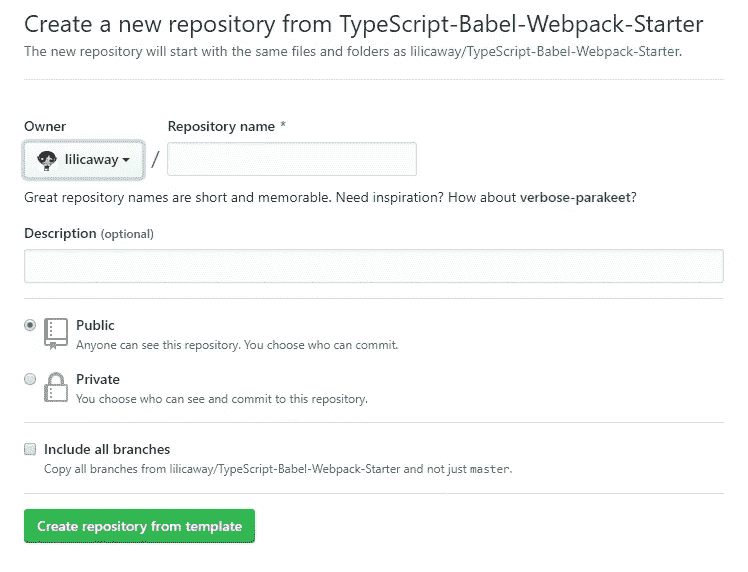 Create a new repository from TypeScript-Babel-Webpack-Starter
The new repository will start with the same files and folders as lilicaway/TypeScript-Babel-Webpack-Starter.
Owner
Repository name *
lilicaway /
Great repository names are short and memorable. Need inspiration? How about verbose-parakeet?
Description (optional)
Public
Anyone can see this repository. You choose who can commit.
Private
You choose who can see and commit to this repository.
Include all branches
Copy all branches from lilicaway/TypeScript-Babel-Webpack-Starter and not just master.
Create repository from template